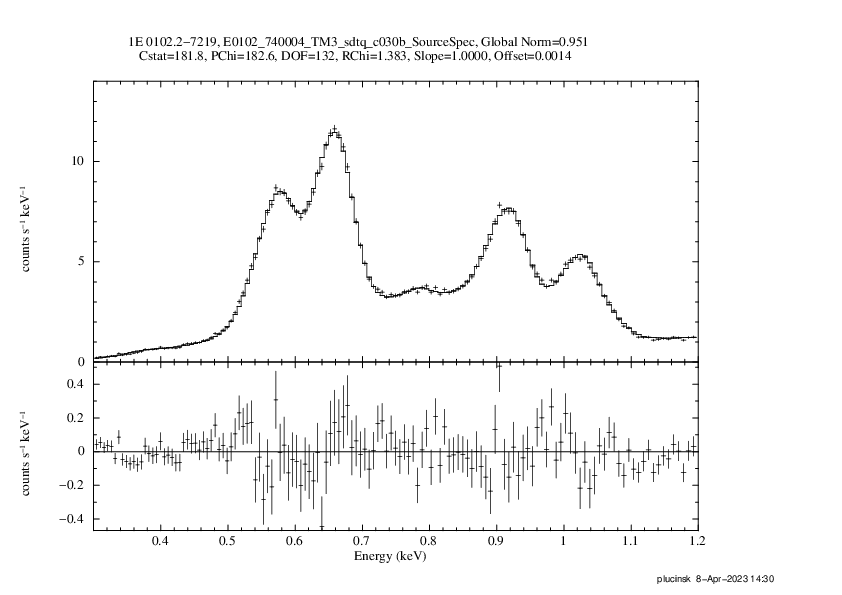 1E 0102.2−7219, E0102_740004_TM3_sdtq_c030b_SourceSpec, Global Norm=0.951
Cstat=181.8, PChi=182.6, DOF=132, RChi=1.383, Slope=1.0000, Offset=0.0014
10
5
0
counts s⁻¹ keV⁻¹
0.4
0.2
0
−0.2
−0.4
counts s⁻¹ keV⁻¹
0.4 0.5 0.6 0.7 0.8 0.9 1 1.1 1.2
Energy (keV)
plucinsk 8−Apr−2023 14:30